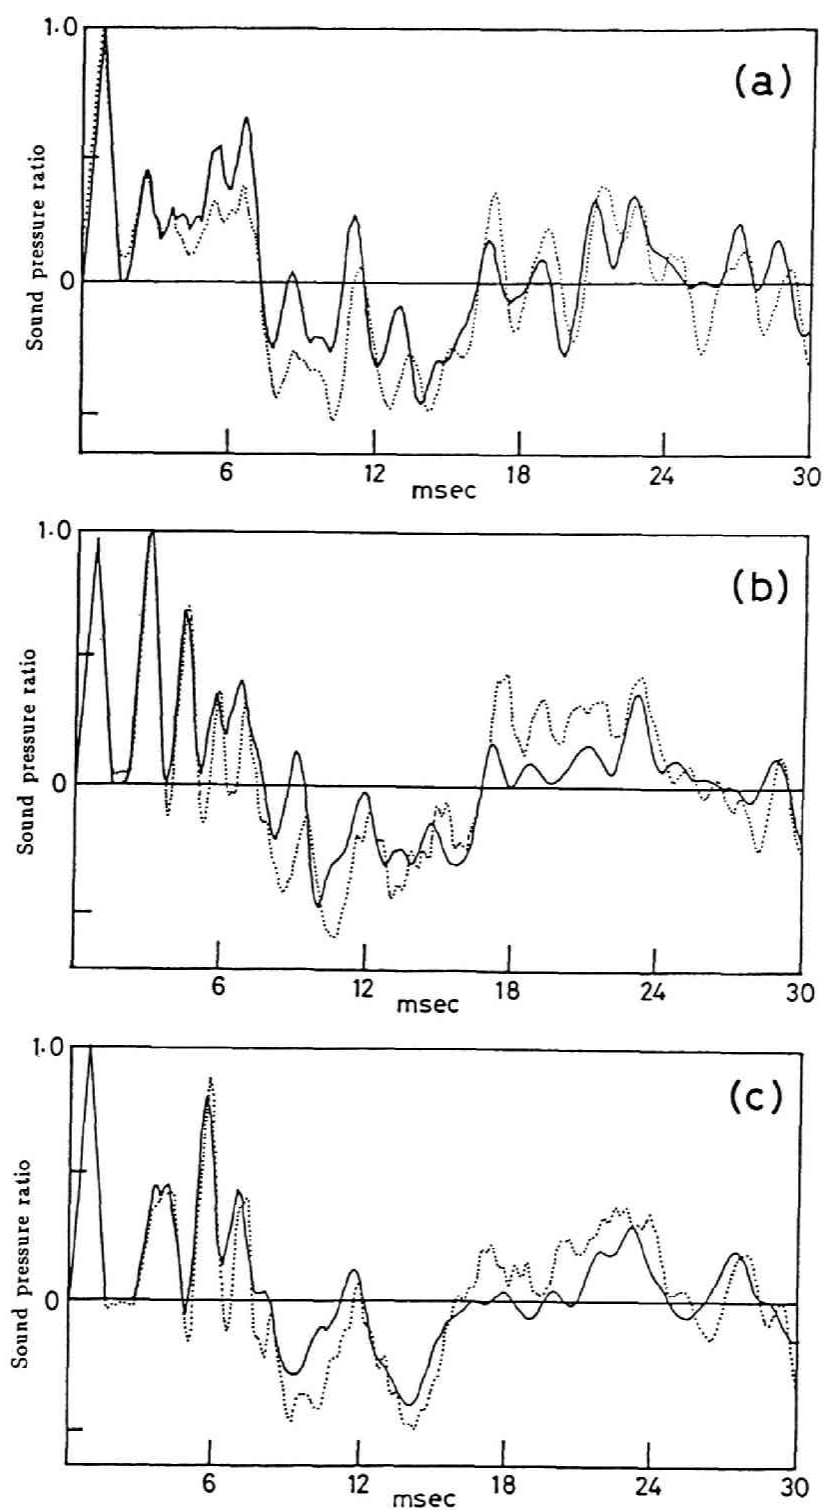 1.0
(a)
Sound pressure ratio
0
6 12 18 24 30
msec
1.0
(b)
Sound pressure ratio
0
6 12 18 24 30
msec
1.0
(c)
Sound pressure ratio
0
6 12 18 24 30
msec